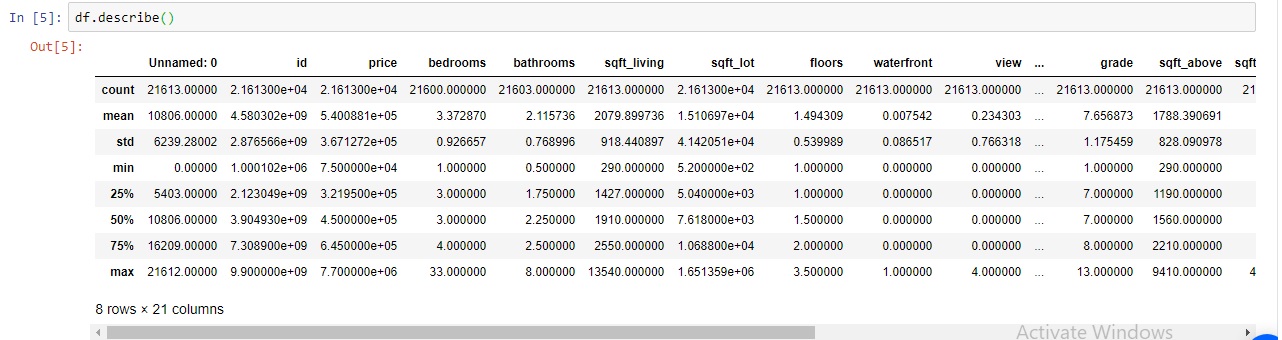 In [5]: df.describe()
Out[5]:
Unnamed: 0 id price bedrooms bathrooms sqft_living sqft_lot floors waterfront view ... grade sqft_above sqft
count 21613.00000 2.161300e+04 2.161300e+04 21600.000000 21603.000000 21613.000000 2.161300e+04 21613.000000 21613.000000 21613.000000 ... 21613.000000 21613.000000 21
mean 10806.00000 4.580302e+09 5.400881e+05 3.372870 2.115736 2079.899736 1.510697e+04 1.494309 0.007542 0.234303 ... 7.656873 1788.390691
std 6239.28002 2.876566e+09 3.671272e+05 0.926657 0.768996 918.440897 4.142051e+04 0.539989 0.086517 0.766318 ... 1.175459 828.090978
min 0.00000 1.000102e+06 7.500000e+04 1.000000 0.500000 290.000000 5.200000e+02 1.000000 0.000000 0.000000 ... 1.000000 290.000000
25% 5403.00000 2.123049e+09 3.219500e+05 3.000000 1.750000 1427.000000 5.040000e+03 1.000000 0.000000 0.000000 ... 7.000000 1190.000000
50% 10806.00000 3.904930e+09 4.500000e+05 3.000000 2.250000 1910.000000 7.618000e+03 1.500000 0.000000 0.000000 ... 7.000000 1560.000000
75% 16209.00000 7.308900e+09 6.450000e+05 4.000000 2.500000 2550.000000 1.068800e+04 2.000000 0.000000 0.000000 ... 8.000000 2210.000000
max 21612.00000 9.900000e+09 7.700000e+06 33.000000 8.000000 13540.000000 1.651359e+06 3.500000 1.000000 4.000000 ... 13.000000 9410.000000 4
8 rows × 21 columns
Activate Windows